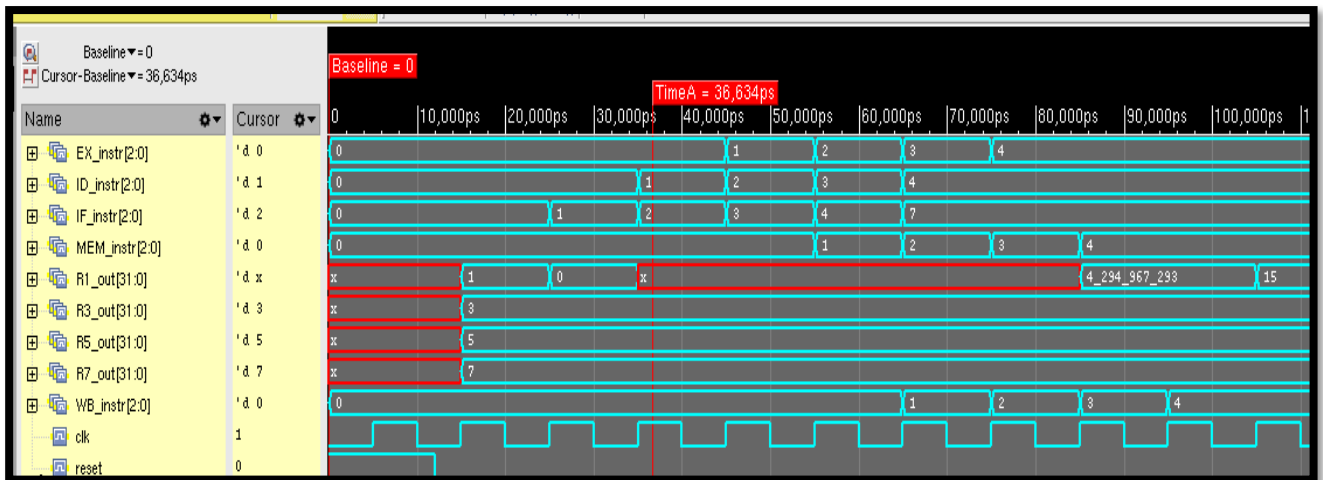 Baseline▼= 0
Cursor-Baseline▼= 36,634ps
Baseline = 0
TimeA = 36,634ps
Name Cursor 0 10,000ps 20,000ps 30,000ps 40,000ps 50,000ps 60,000ps 70,000ps 80,000ps 90,000ps 100,000ps 1
EX_instr[2:0] 'd 0 0 1 2 3 4
ID_instr[2:0] 'd 1 0 1 2 3 4
IF_instr[2:0] 'd 2 0 1 2 3 4 7
MEM_instr[2:0] 'd 0 0 1 2 3 4
R1_out[31:0] 'd x x 1 0 x 4_294_967_293 15
R3_out[31:0] 'd 3 x 3
R5_out[31:0] 'd 5 x 5
R7_out[31:0] 'd 7 x 7
WB_instr[2:0] 'd 0 0 1 2 3 4
clk 1
reset 0